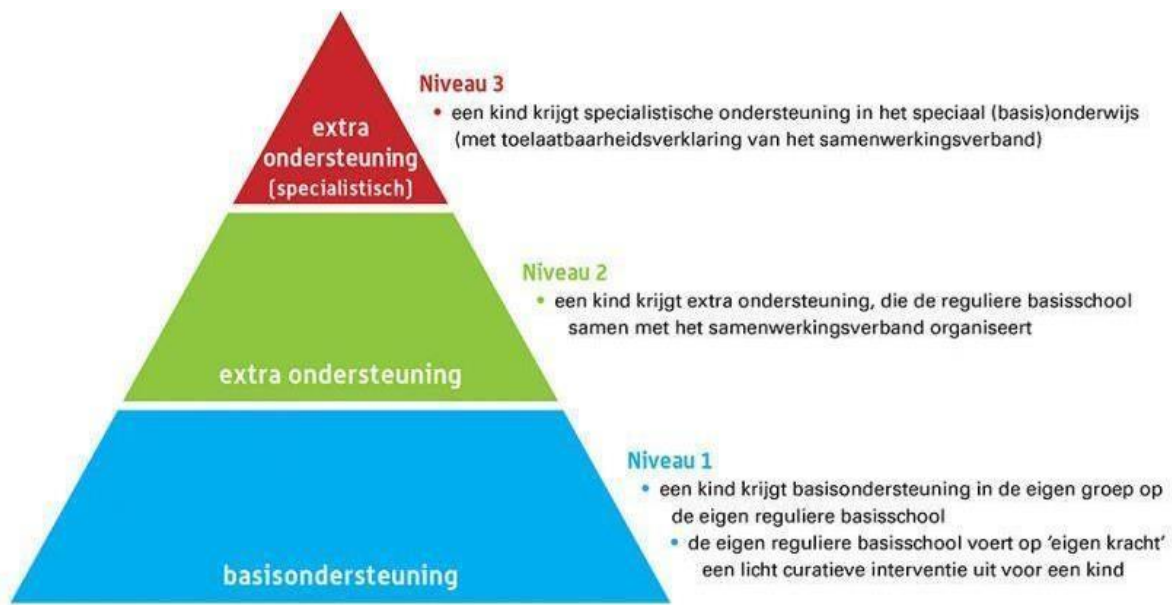 Niveau 3
• een kind krijgt specialistische ondersteuning in het speciaal (basis)onderwijs
(met toelaatbaarheidsverklaring van het samenwerkingsverband)
extra
ondersteuning
(specialistisch)
Niveau 2
• een kind krijgt extra ondersteuning, die de reguliere basisschool
samen met het samenwerkingsverband organiseert
extra ondersteuning
Niveau 1
• een kind krijgt basisondersteuning in de eigen groep op
de eigen reguliere basisschool
• de eigen reguliere basisschool voert op ‘eigen kracht’
een licht curatieve interventie uit voor een kind
basisondersteuning